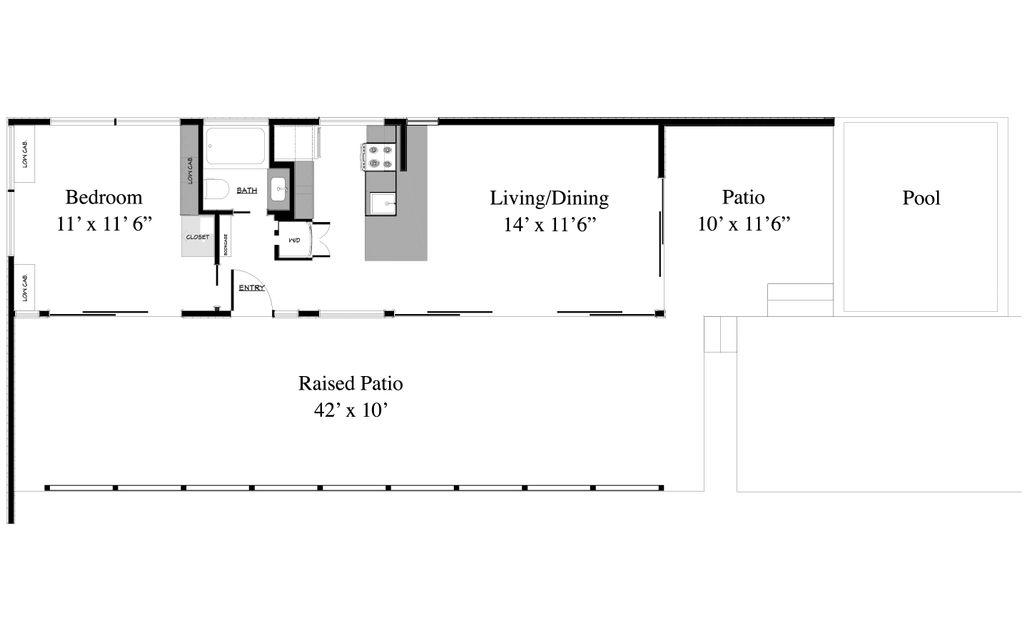 LOW CAB.
Bedroom
11’ x 11’ 6”
LOW CAB.
CLOSET
BOOKCASE
LOW CAB.
BATH
W/D
ENTRY
Living/Dining
14’ x 11’6”
Patio
10’ x 11’6”
Pool
Raised Patio
42’ x 10’